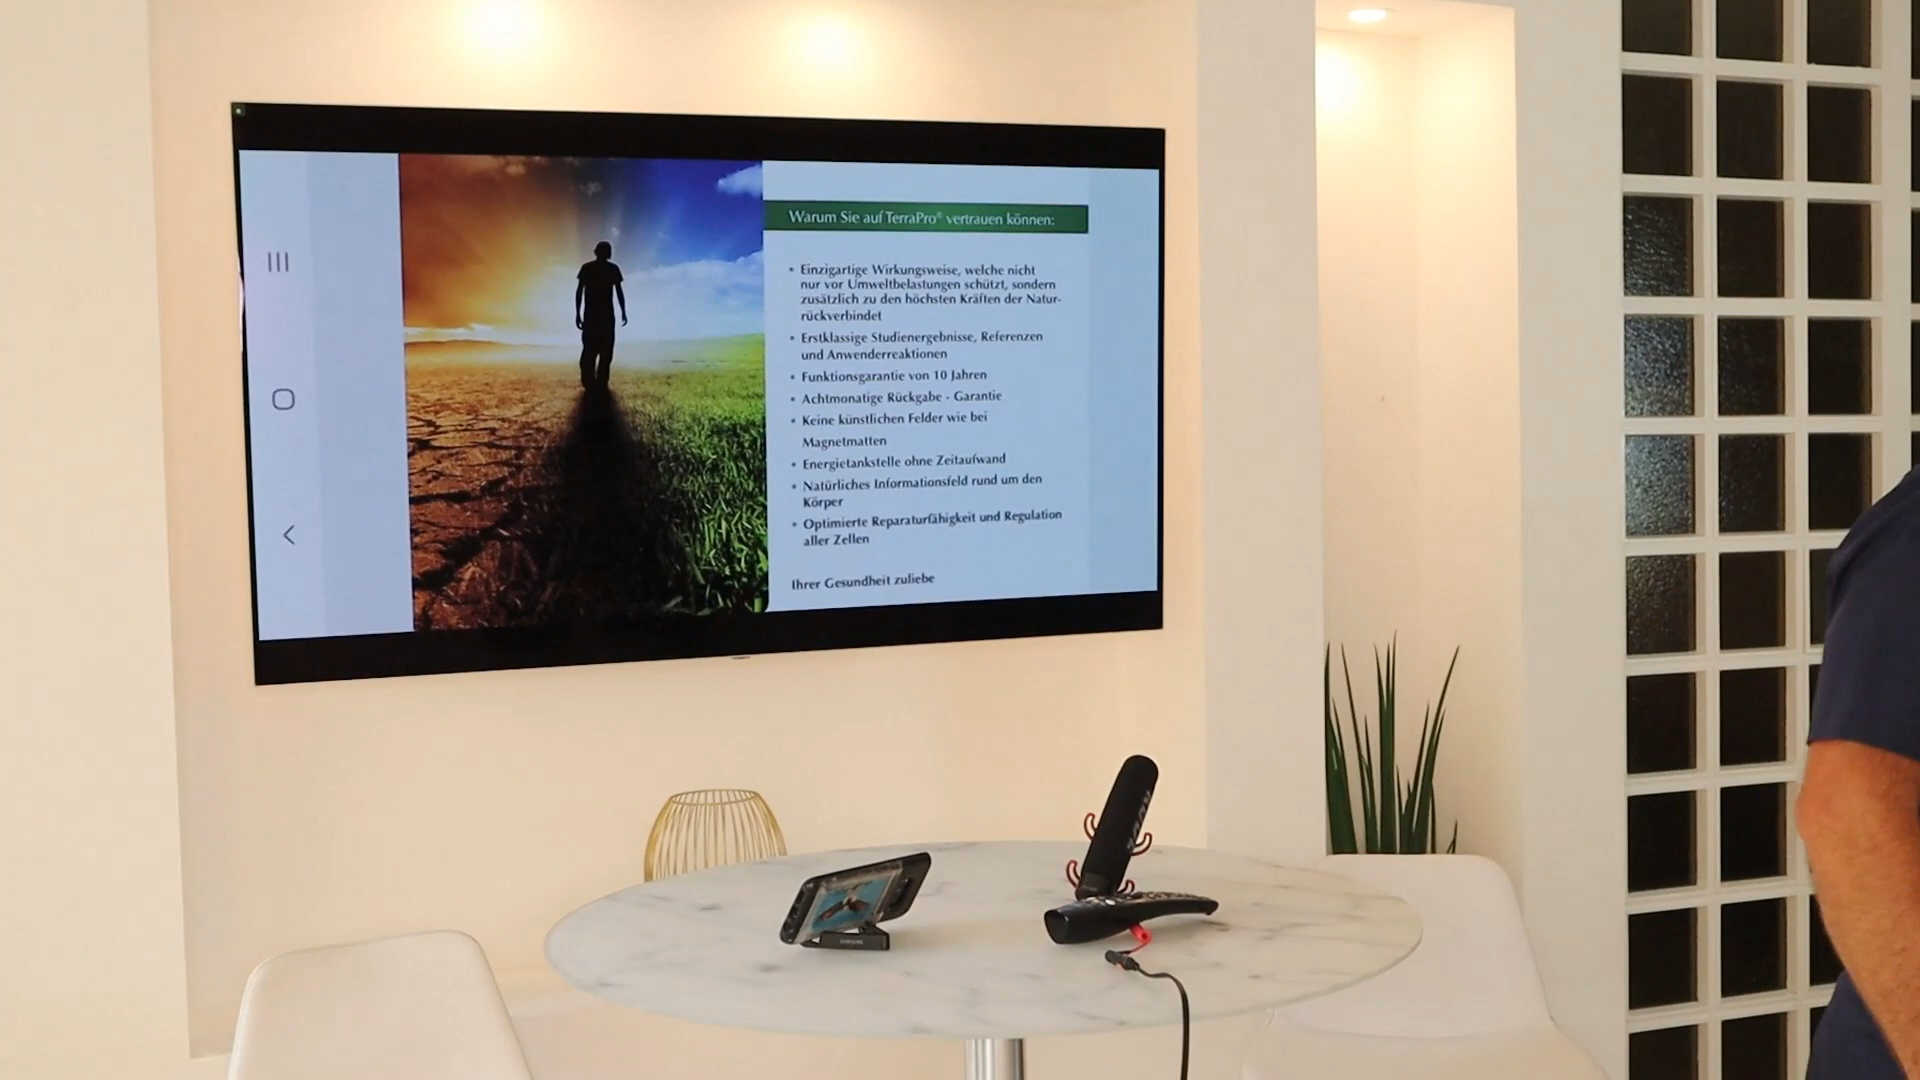 Warum Sie auf TerraPro® vertrauen können:
• Einzigartige Wirkungsweise, welche nicht
nur vor Umweltbelastungen schützt, sondern
zusätzlich zu den höchsten Kräften der Natur-
rückverbindet
• Erstklassige Studienergebnisse, Referenzen
und Anwenderreaktionen
• Funktionsgarantie von 10 Jahren
• Achtmonatige Rückgabe - Garantie
• Keine künstlichen Felder wie bei
Magnetmatten
• Energietankstelle ohne Zeitaufwand
• Natürliches Informationsfeld rund um den
Körper
• Optimierte Reparaturfähigkeit und Regulation
aller Zellen
Ihrer Gesundheit zuliebe
RØDE
SAMSUNG